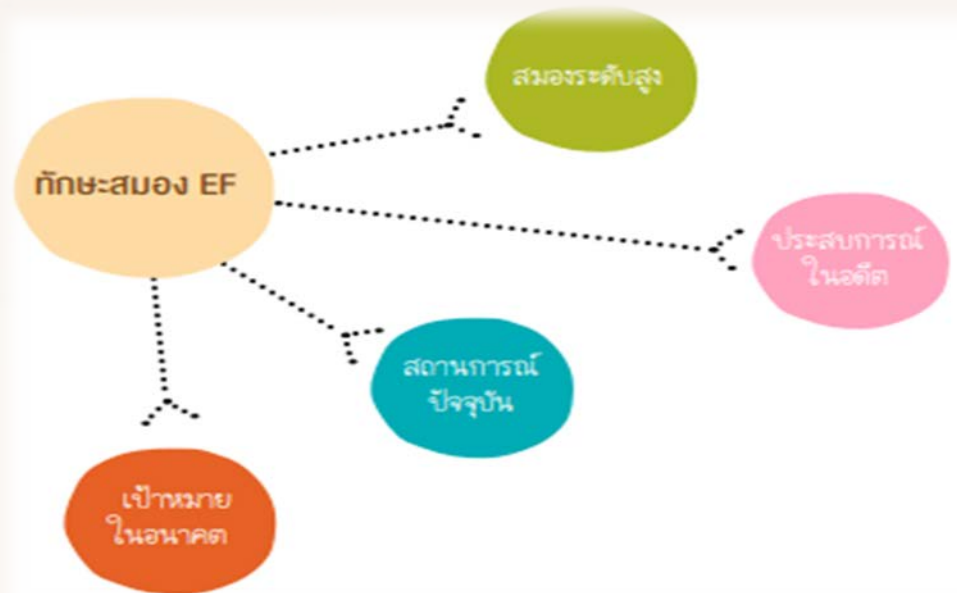 สมองระดับสูง
ทักษะสมอง EF
ประสบการณ์
ในอดีต
สถานการณ์
ปัจจุบัน
เป้าหมาย
ในอนาคต